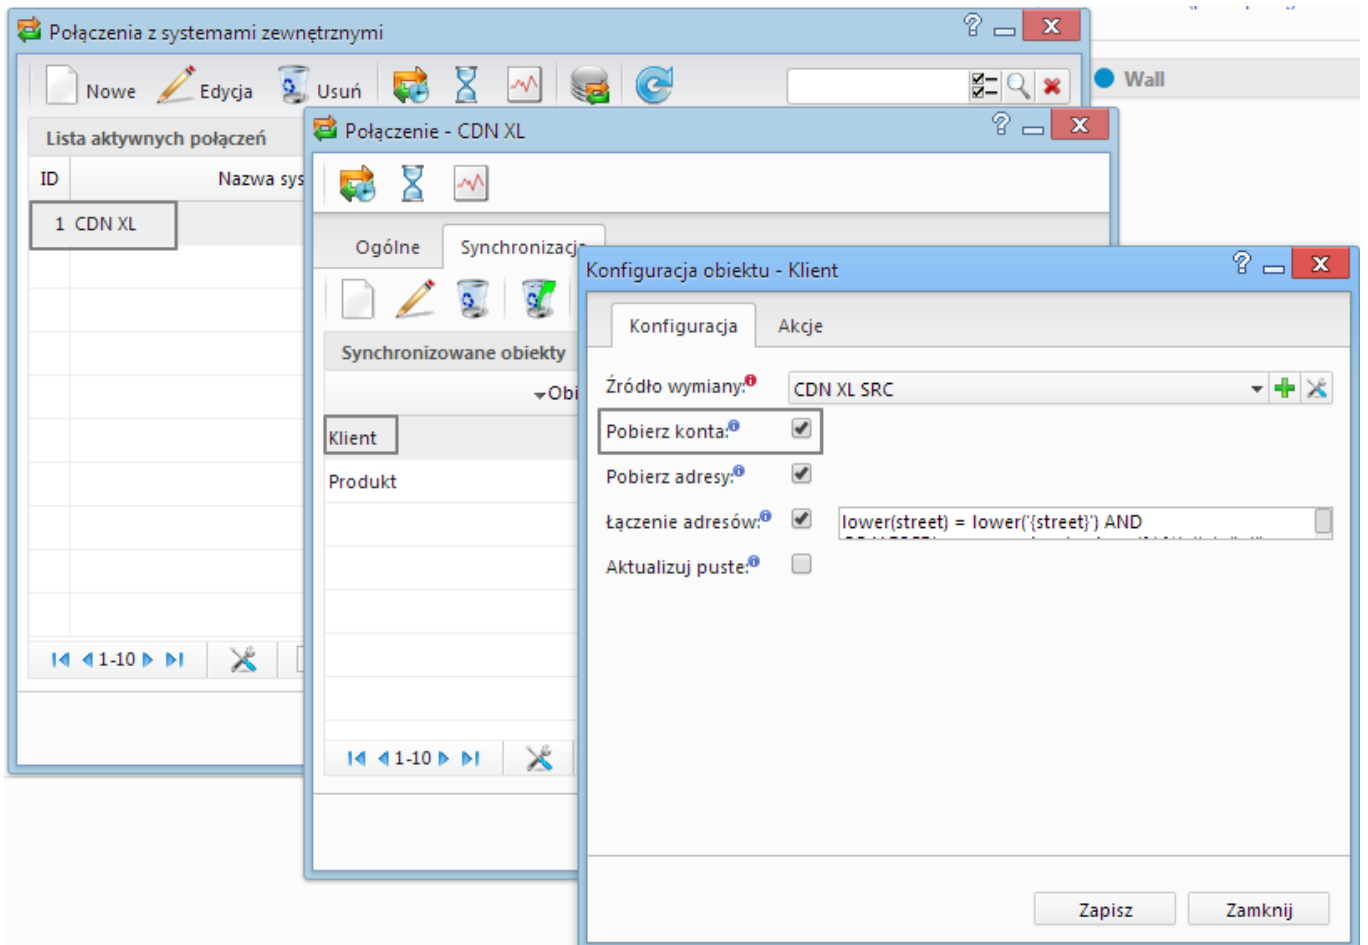 Połączenia z systemami zewnętrznymi
Nowe Edycja Usuń
Wall
Lista aktywnych połączeń
ID Nazwa sys
1 CDN XL
1-10
Połączenie - CDN XL
Ogólne Synchronizacja
Synchronizowane obiekty
Obi
Klient
Produkt
1-10
Konfiguracja obiektu - Klient
Konfiguracja Akcje
Źródło wymiany: CDN XL SRC
Pobierz konta:
Pobierz adresy:
Łączenie adresów: lower(street) = lower('{street}') AND
Aktualizuj puste:
Zapisz Zamknij